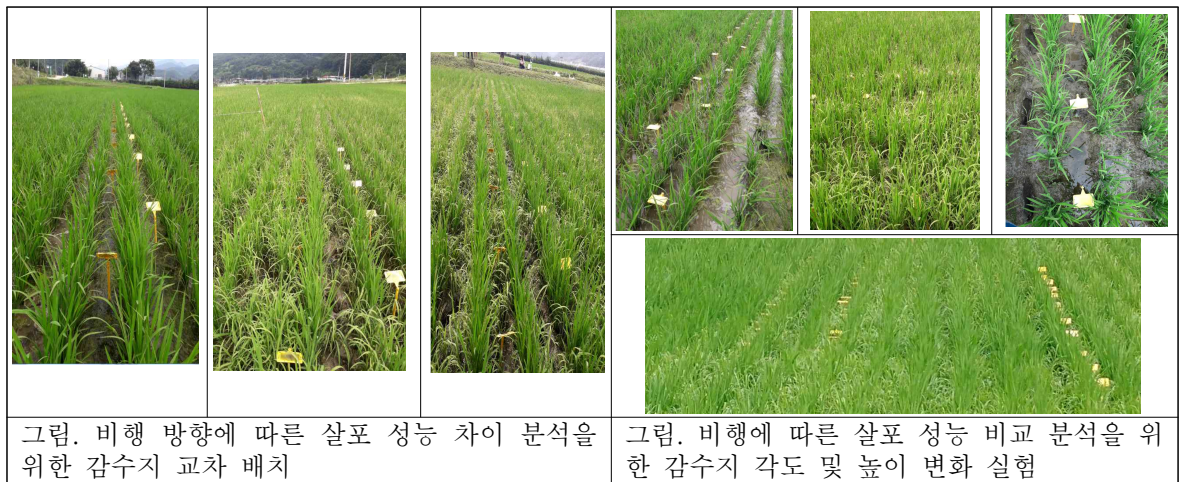 그림. 비행 방향에 따른 살포 성능 차이 분석을
위한 감수지 교차 배치
그림. 비행에 따른 살포 성능 비교 분석을 위
한 감수지 각도 및 높이 변화 실험